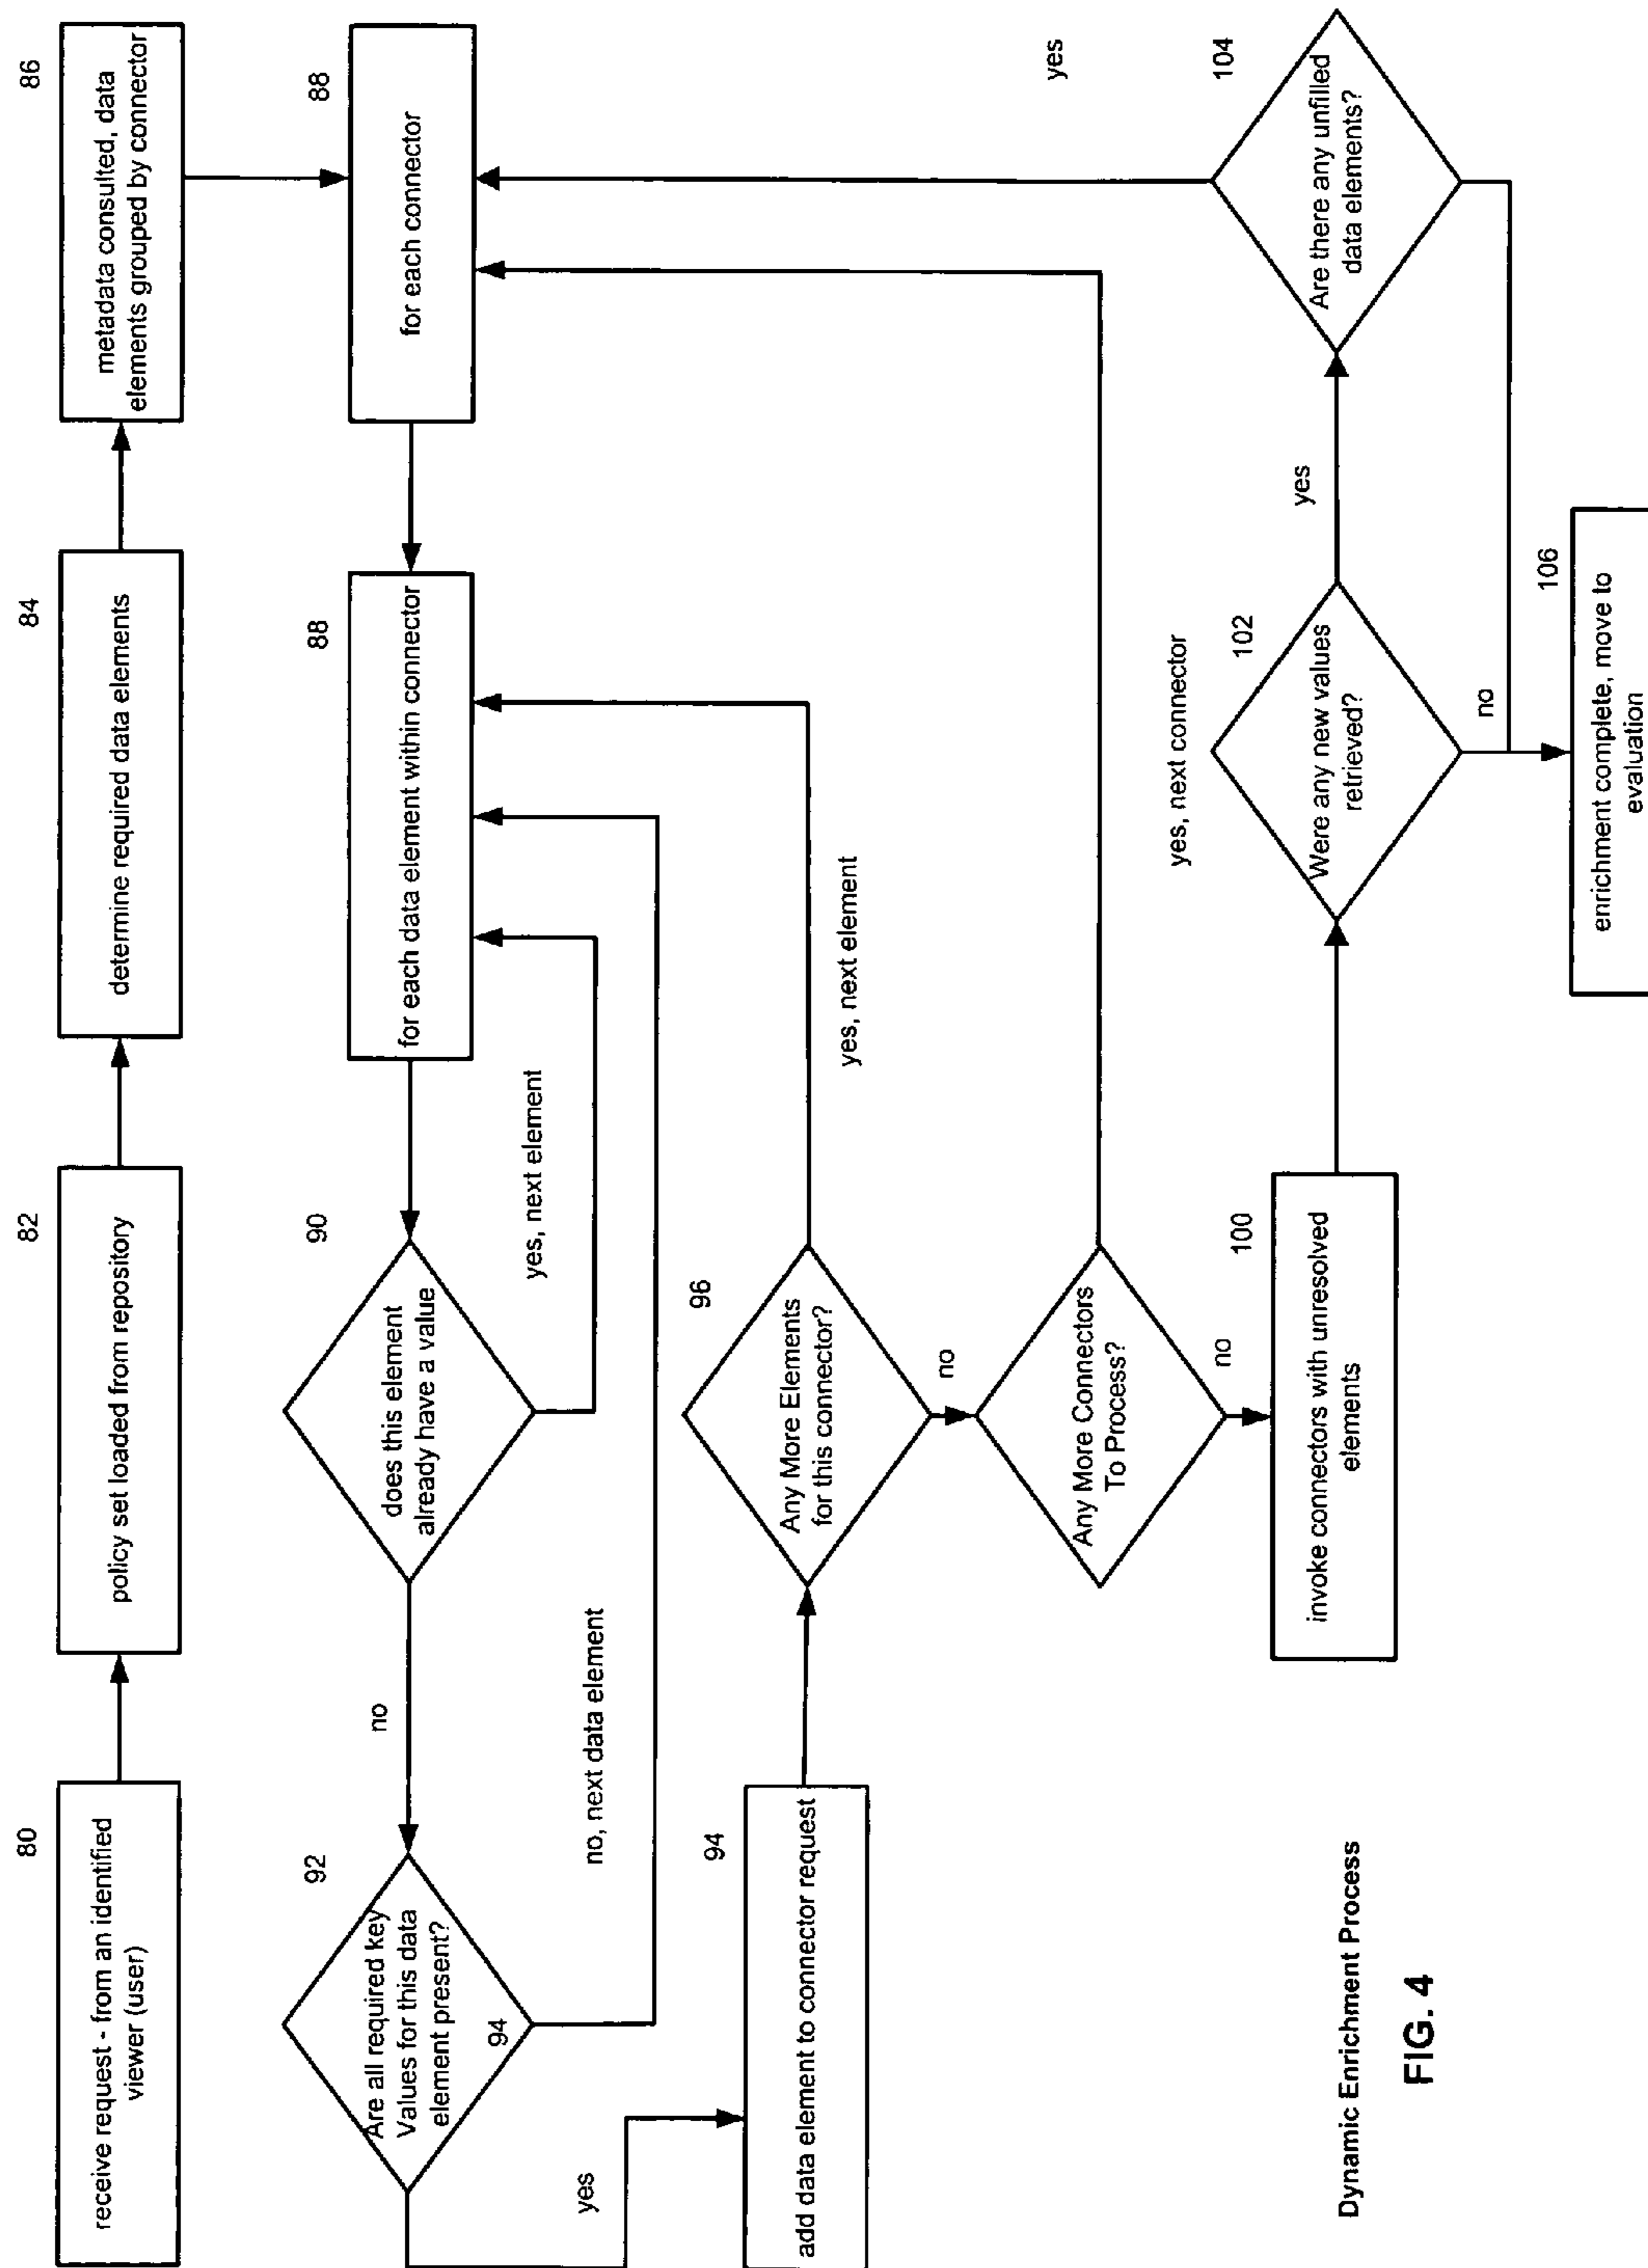 80
receive request - from an identified
viewer (user)
82
policy set loaded from repository
84
determine required data elements
86
metadata consulted, data
elements grouped by connector
88
for each connector
88
for each data element within connector
90
does this element
already have a value
yes, next element
no
92
Are all required key
Values for this data
element present?
94
no, next data element
yes
94
add data element to connector request
96
Any More Elements
for this connector?
yes, next element
no
Any More Connectors
To Process?
yes, next connector
no
100
invoke connectors with unresolved
elements
102
Were any new values
retrieved?
yes
no
104
Are there any unfilled
data elements?
yes
106
enrichment complete, move to
evaluation
Dynamic Enrichment Process
FIG. 4